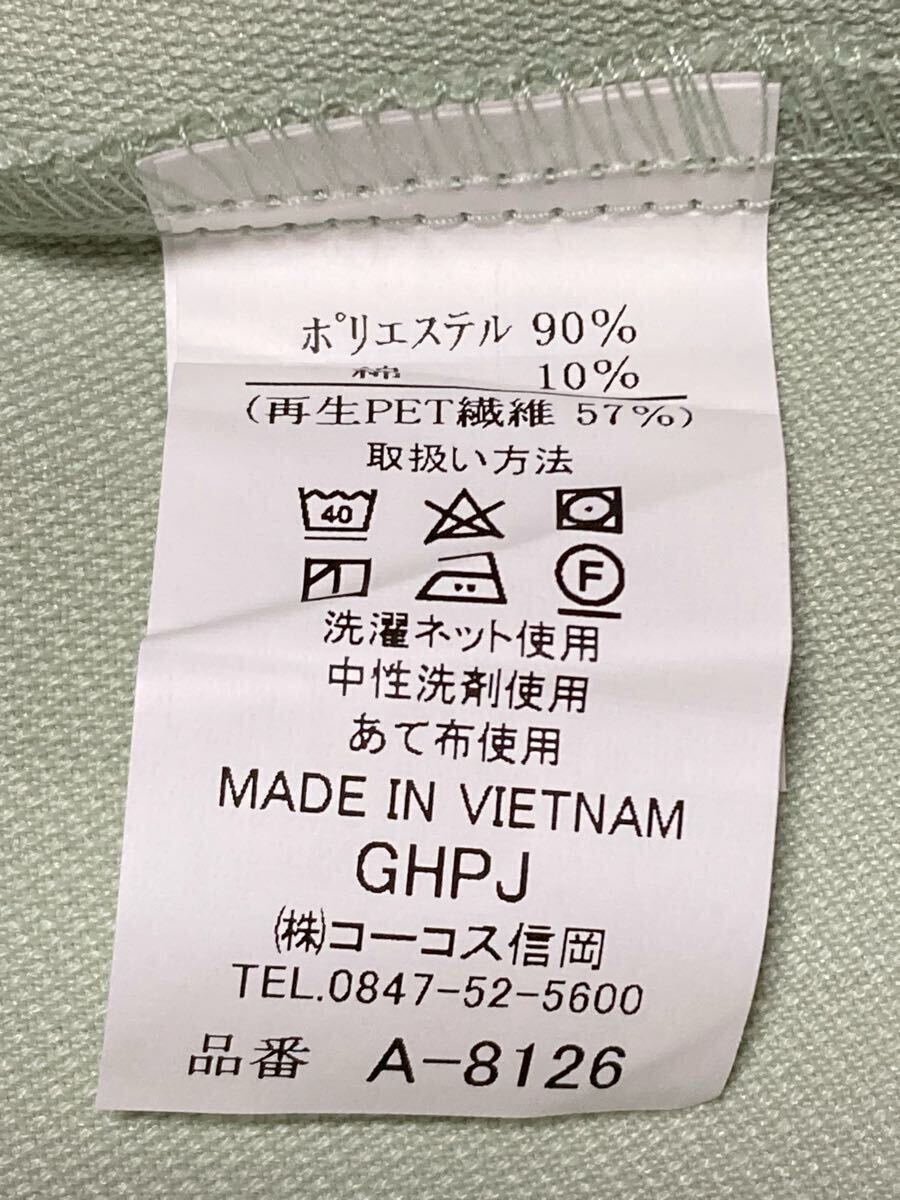 ポリエステル 90%
綿 10%
(再生PET繊維 57%)
取扱い方法
40
F
洗濯ネット使用
中性洗剤使用
あて布使用
MADE IN VIETNAM
GHPJ
(株)コーコス信岡
TEL.0847-52-5600
品番 A-8126